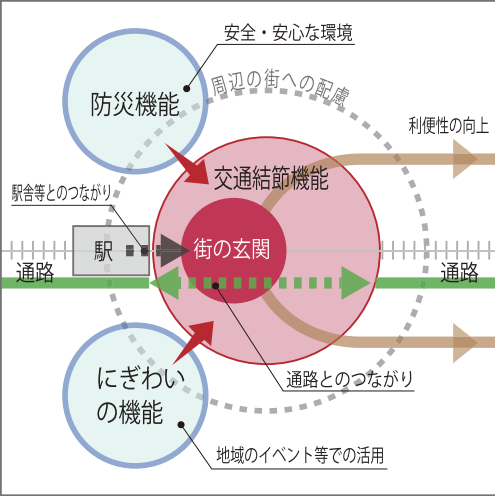 安全・安心な環境
防災機能
周辺の街への配慮
利便性の向上
交通結節機能
駅舎等とのつながり
駅
街の玄関
通路
通路
通路とのつながり
にぎわい
の機能
地域のイベント等での活用